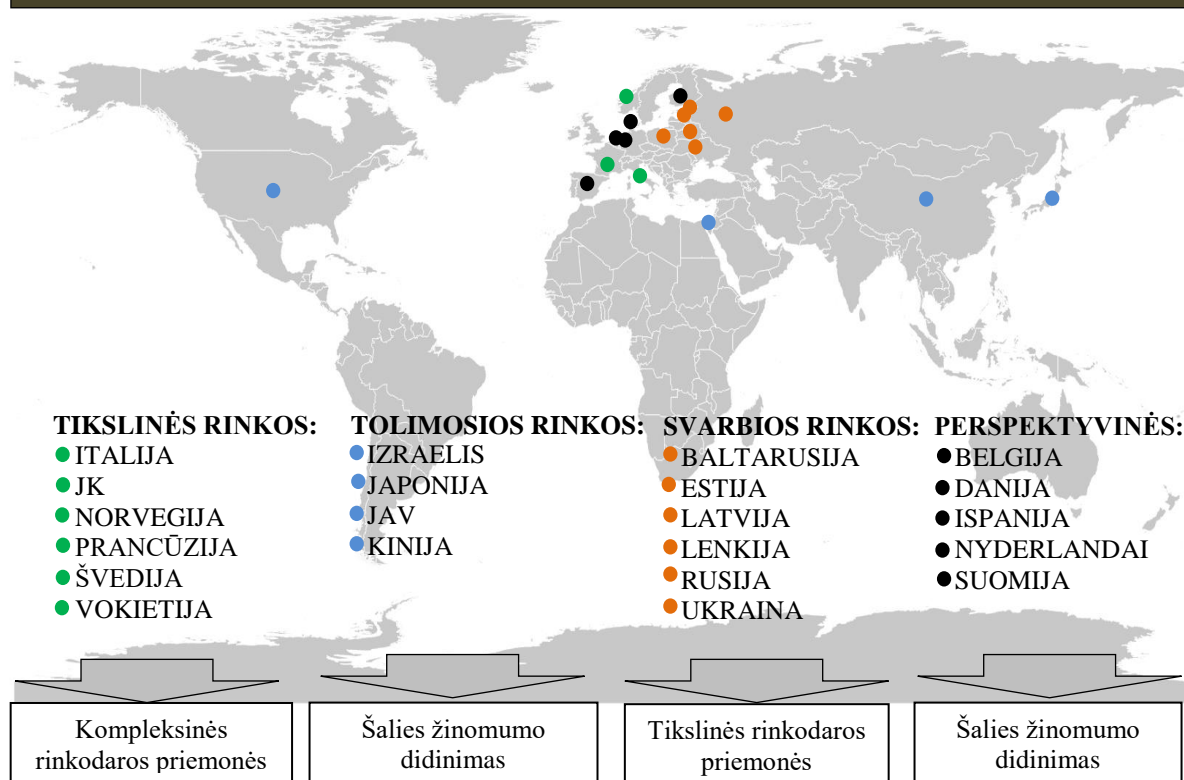 TIKSLINĖS RINKOS:
ITALIJA
JK
NORVEGIJA
PRANCŪZIJA
ŠVEDIJA
VOKIETIJA
TOLIMOSIOS RINKOS:
IZRAELIS
JAPONIJA
JAV
KINIJA
SVARBIOS RINKOS:
BALTARUSIJA
ESTIJA
LATVIJA
LENKIJA
RUSIJA
UKRAINA
PERSPEKTYVINĖS:
BELGIJA
DANIJA
ISPANIJA
NYDERLANDAI
SUOMIJA
Kompleksinės
rinkodaros priemonės
Šalies žinomumo
didinimas
Tikslinės rinkodaros
priemonės
Šalies žinomumo
didinimas